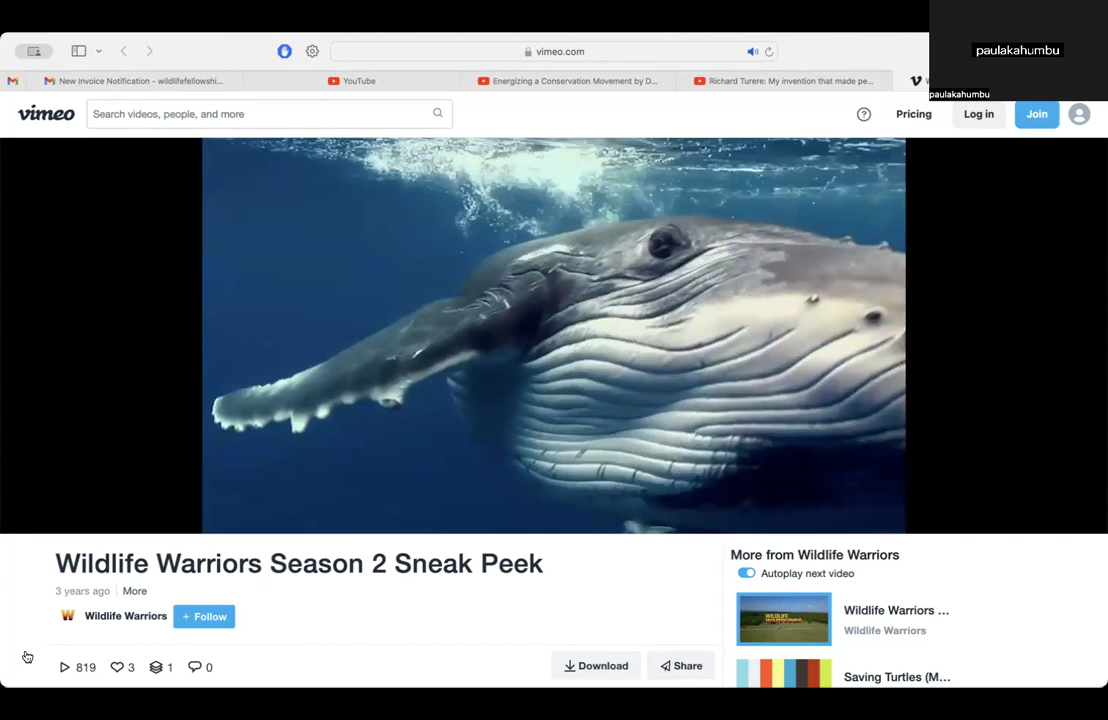 paulakahumbu
paulakahumbu
vimeo.com
New Invoice Notification - wildlifefellowshi...
YouTube
Energizing a Conservation Movement by D...
Richard Turere: My invention that made pe...
vimeo
Search videos, people, and more
Pricing
Log in
Join
Wildlife Warriors Season 2 Sneak Peek
3 years ago
More
Wildlife Warriors
+ Follow
819
3
1
0
Download
Share
More from Wildlife Warriors
Autoplay next video
WILDLIFE WARRIORS
Wildlife Warriors ...
Wildlife Warriors
Saving Turtles (M...